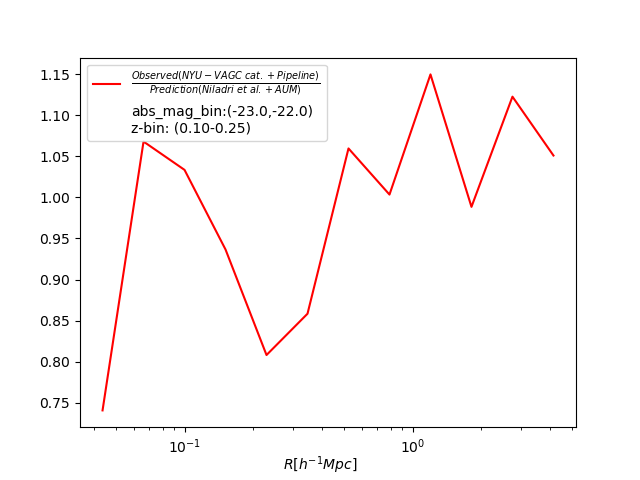 Observed(NYU-VAGC cat. + Pipeline)
Prediction(Niladri et al. + AUM)
abs_mag_bin:(-23.0,-22.0)
z-bin: (0.10-0.25)
1.15
1.10
1.05
1.00
0.95
0.90
0.85
0.80
0.75
10⁻¹ 10⁰
R[h⁻¹Mpc]